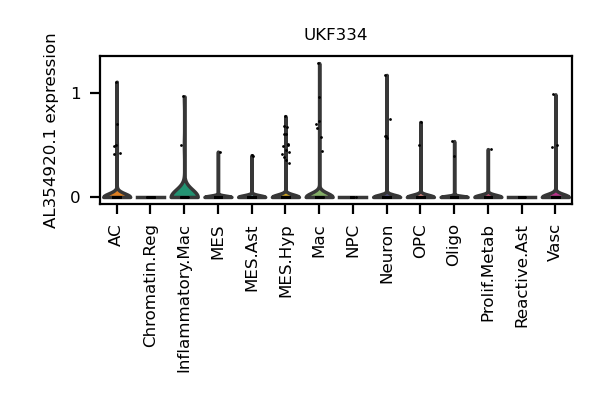 UKF334
AL354920.1 expression
1
0
AC
Chromatin.Reg
Inflammatory.Mac
MES
MES.Ast
MES.Hyp
Mac
NPC
Neuron
OPC
Oligo
Prolif.Metab
Reactive.Ast
Vasc